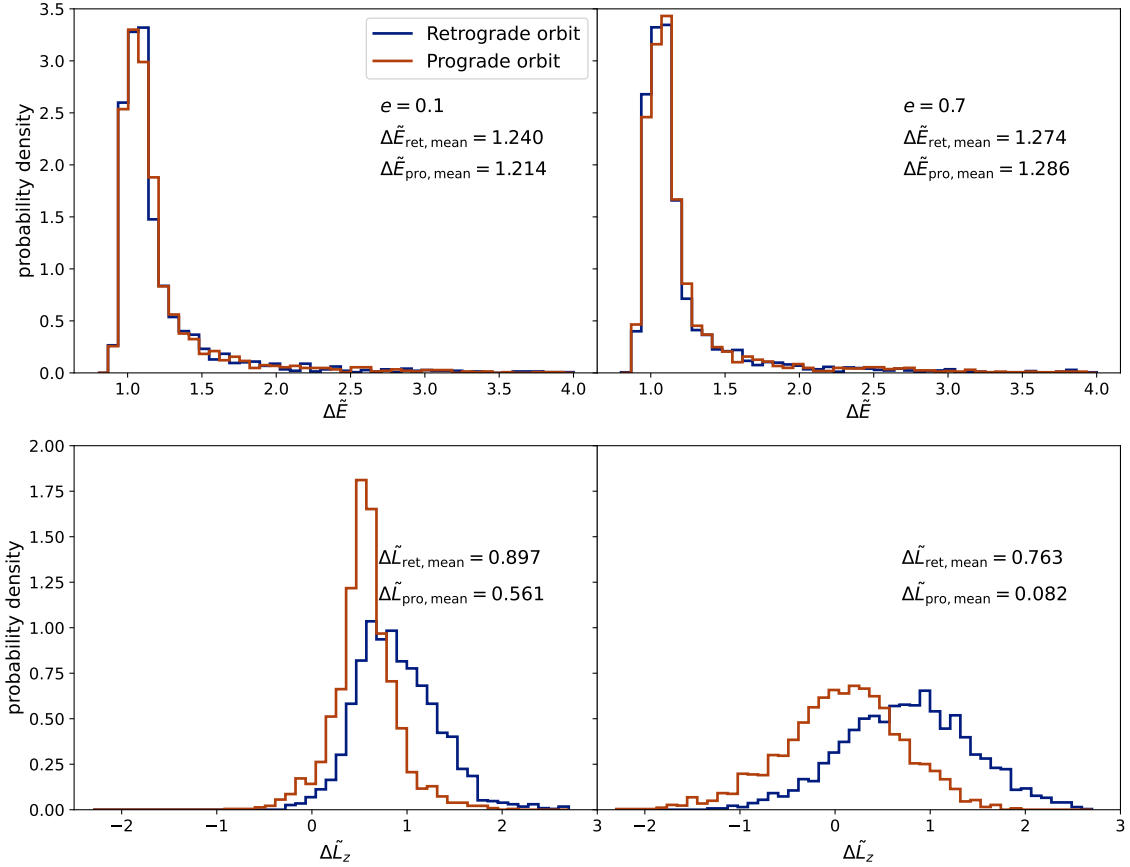 3.5
3.0
2.5
2.0
1.5
1.0
0.5
0.0
probability density
Retrograde orbit
Prograde orbit
e = 0.1
ΔẼret, mean = 1.240
ΔẼpro, mean = 1.214
e = 0.7
ΔẼret, mean = 1.274
ΔẼpro, mean = 1.286
1.0 1.5 2.0 2.5 3.0 3.5 4.0
1.0 1.5 2.0 2.5 3.0 3.5 4.0
ΔẼ
ΔẼ
2.00
1.75
1.50
1.25
1.00
0.75
0.50
0.25
0.00
probability density
ΔL̃ret, mean = 0.897
ΔL̃pro, mean = 0.561
ΔL̃ret, mean = 0.763
ΔL̃pro, mean = 0.082
−2 −1 0 1 2 3
−2 −1 0 1 2 3
ΔL̃z
ΔL̃z